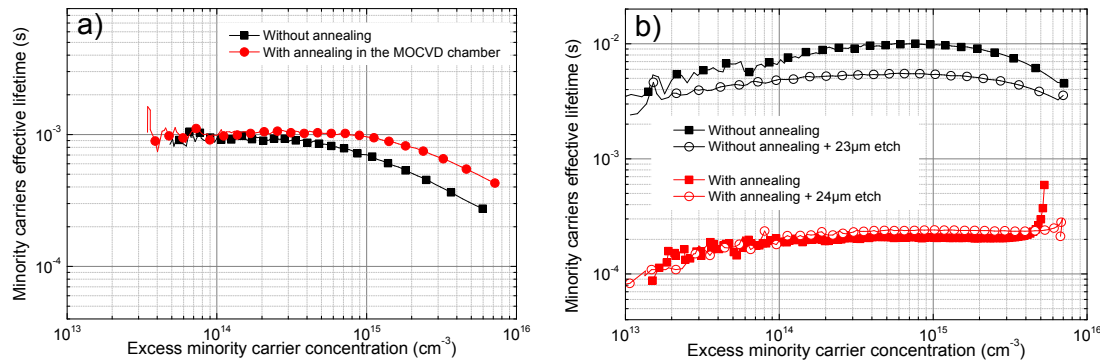 a)
Without annealing
With annealing in the MOCVD chamber
Minority carriers effective lifetime (s)
10⁻³
10⁻⁴
10¹³
10¹⁴
10¹⁵
10¹⁶
Excess minority carrier concentration (cm⁻³)
b)
Minority carriers effective lifetime (s)
10⁻²
10⁻³
10⁻⁴
Without annealing
Without annealing + 23μm etch
With annealing
With annealing + 24μm etch
10¹³
10¹⁴
10¹⁵
10¹⁶
Excess minority carrier concentration (cm⁻³)